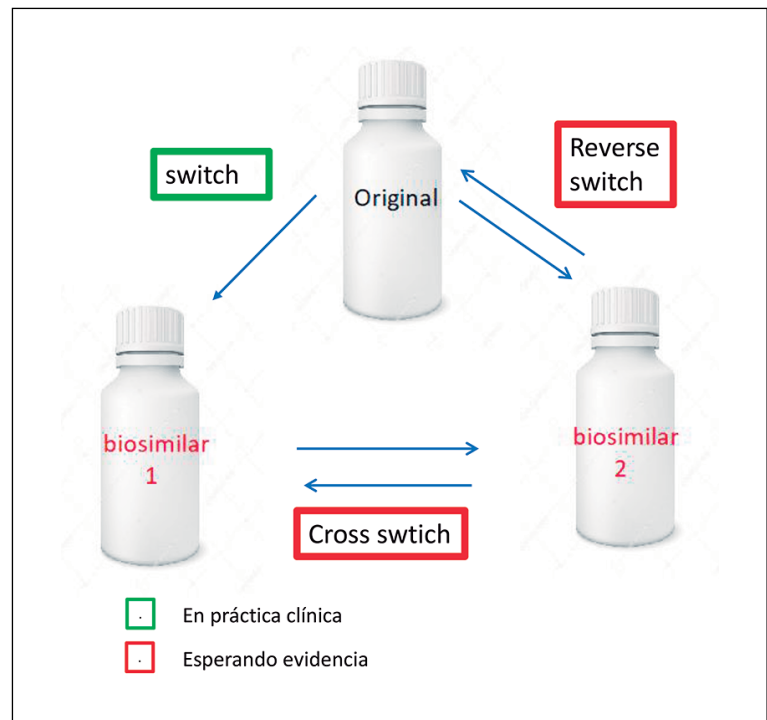 switch
Reverse
switch
Original
biosimilar
1
biosimilar
2
Cross swtich
. En práctica clínica
. Esperando evidencia